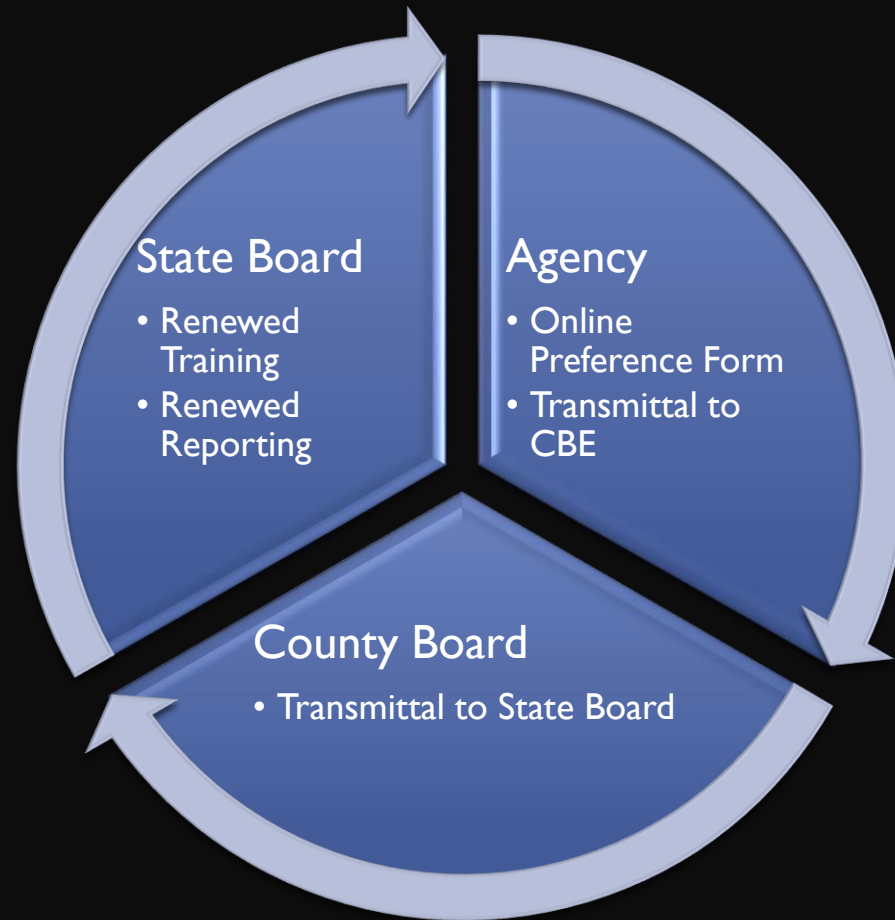 State Board
• Renewed
Training
• Renewed
Reporting
Agency
• Online
Preference Form
• Transmittal to
CBE
County Board
• Transmittal to State Board